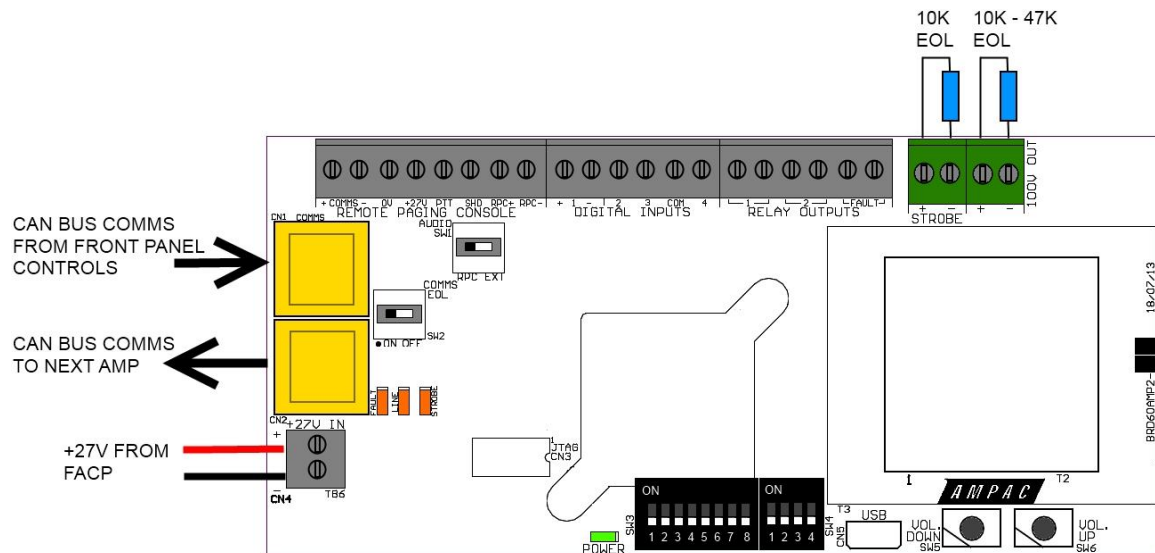 10K
EOL
10K - 47K
EOL
+ COMMS - 0V +27V PTT SHD RPC+ RPC-
REMOTE PAGING CONSOLE
+ 1 - 2 3 COM 4
DIGITAL INPUTS
1 2 FAULT
RELAY OUTPUTS
+ -
STROBE
+ -
100V OUT
CN1 COMMS
CAN BUS COMMS
FROM FRONT PANEL
CONTROLS
AUDIO
SW1
RPC EXT
COMMS
EOL
SW2
ON OFF
CAN BUS COMMS
TO NEXT AMP
FAULT
LINE
STROBE
CN2
+27V IN
+
-
CN4
TB6
+27V FROM
FACP
1
JTAG
CN3
18/07/13
BRD60AMP2-
1
T2
AMPAC
POWER
SW3
ON
1 2 3 4 5 6 7 8
ON
1 2 3 4
SW4
T3
CN5
USB
VOL.
DOWN
SW5
VOL.
UP
SW6